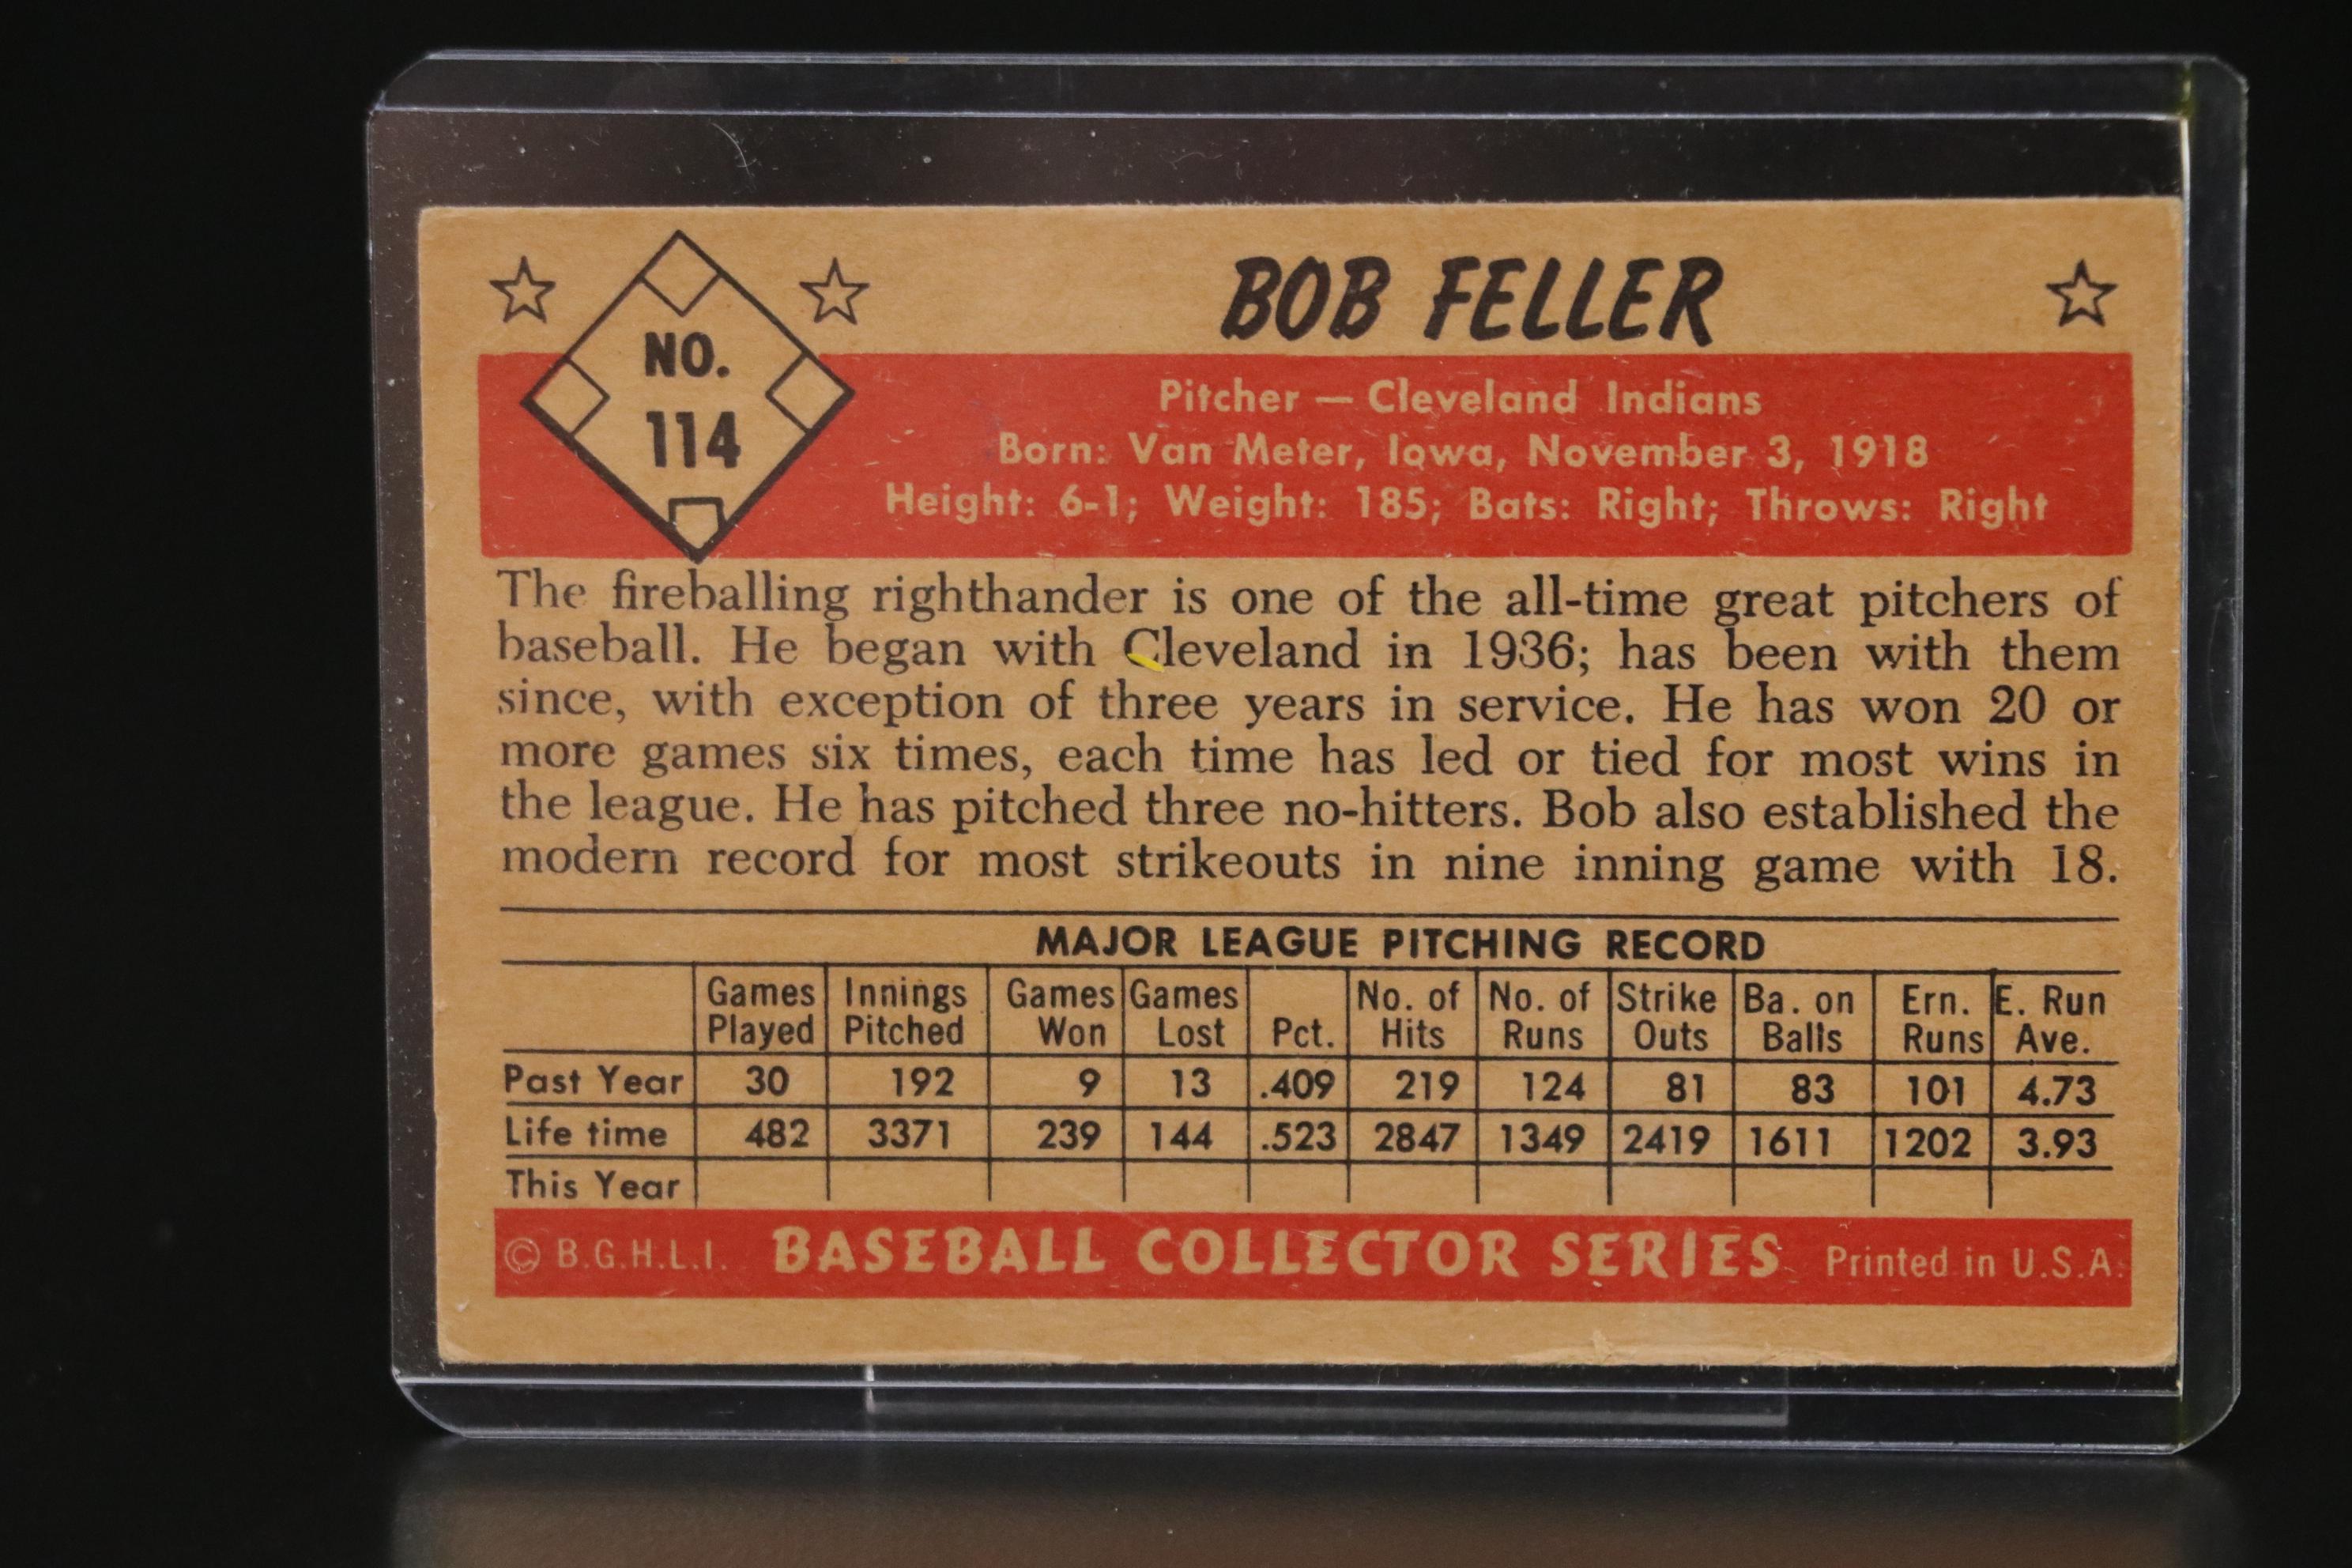 BOB FELLER
NO.
114
Pitcher — Cleveland Indians
Born: Van Meter, Iowa, November 3, 1918
Height: 6-1; Weight: 185; Bats: Right; Throws: Right
The fireballing righthander is one of the all-time great pitchers of
baseball. He began with Cleveland in 1936; has been with them
since, with exception of three years in service. He has won 20 or
more games six times, each time has led or tied for most wins in
the league. He has pitched three no-hitters. Bob also established the
modern record for most strikeouts in nine inning game with 18.
MAJOR LEAGUE PITCHING RECORD
Games Played Innings Pitched Games Won Games Lost Pct. No. of Hits No. of Runs Strike Outs Ba. on Balls Ern. Runs E. Run Ave.
Past Year 30 192 9 13 .409 219 124 81 83 101 4.73
Life time 482 3371 239 144 .523 2847 1349 2419 1611 1202 3.93
This Year
© B.G.H.L.I. BASEBALL COLLECTOR SERIES Printed in U.S.A.